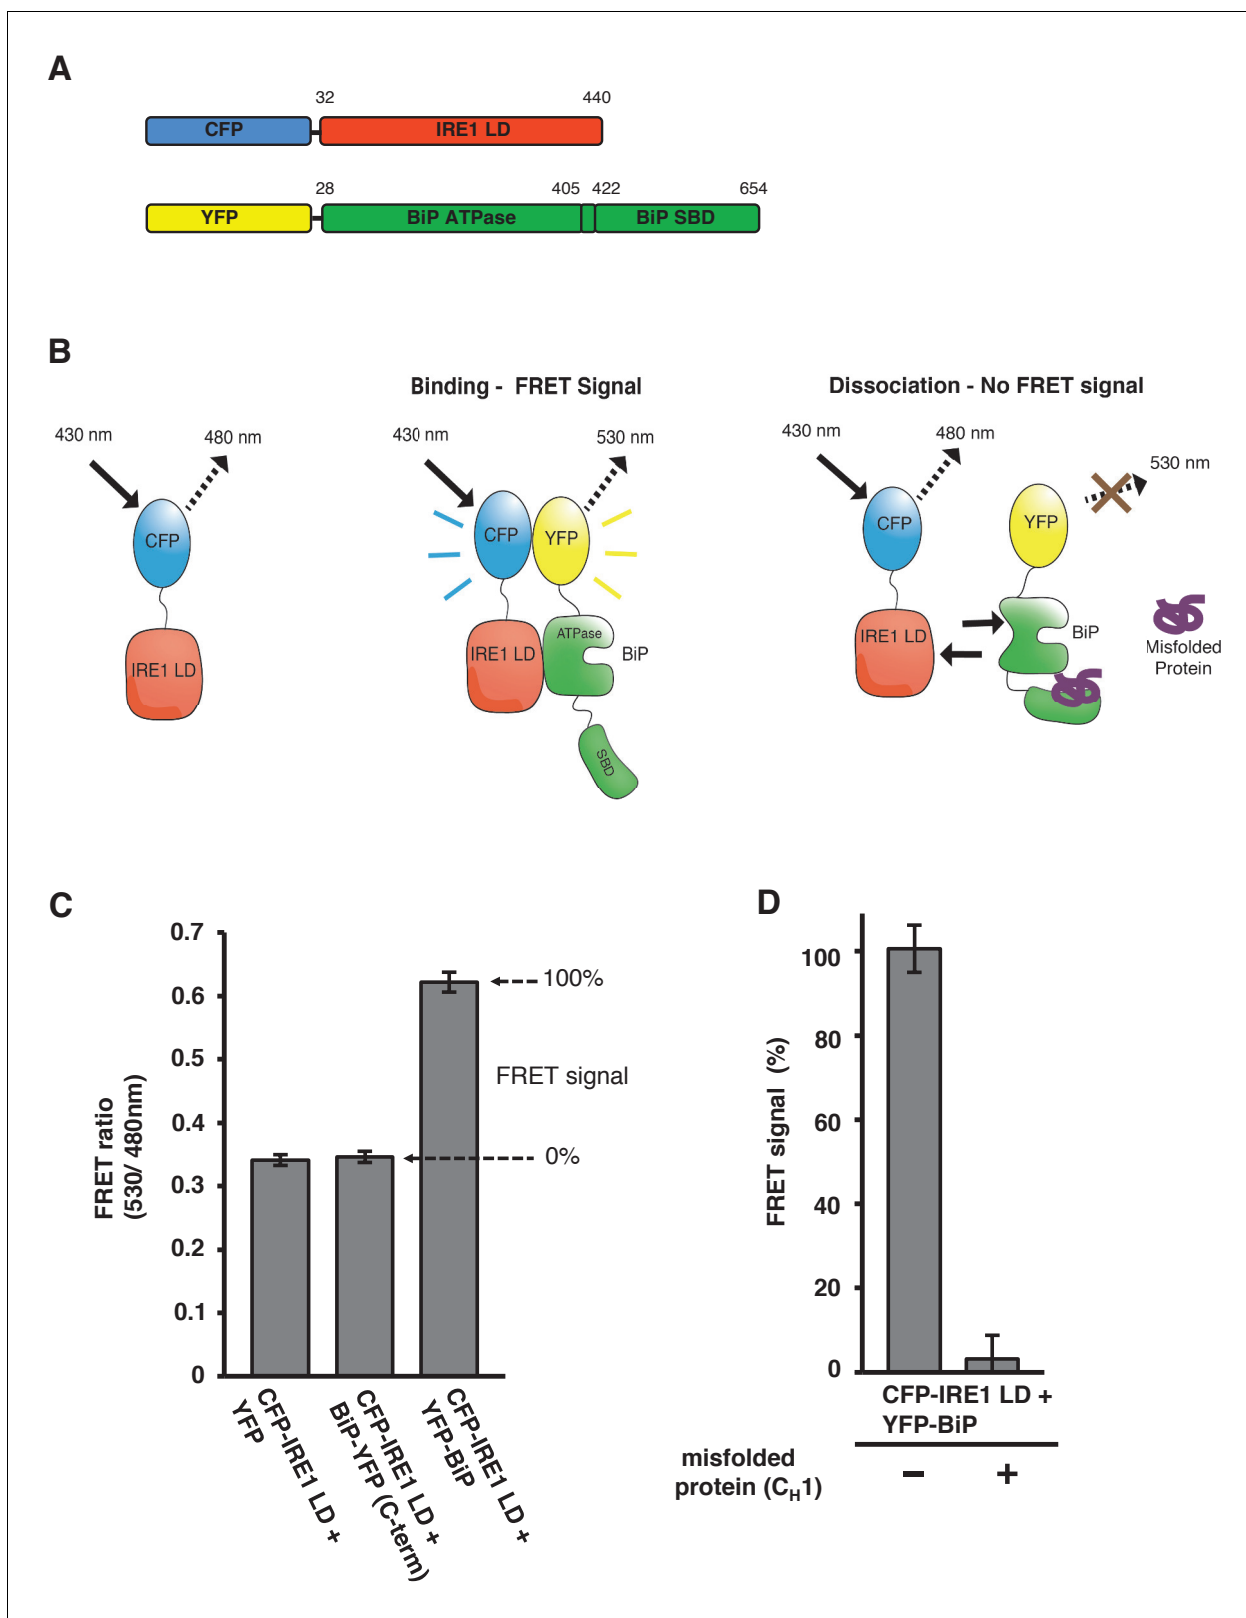 A
32 440
CFP IRE1 LD
28 405 422 654
YFP BiP ATPase BiP SBD
B
Binding - FRET Signal
Dissociation - No FRET signal
430 nm 480 nm
430 nm 530 nm
430 nm 480 nm
530 nm
CFP
CFP YFP
CFP YFP
IRE1 LD
IRE1 LD ATPase BiP
SBD
IRE1 LD BiP
Misfolded
Protein
C
FRET ratio
(530/ 480nm)
0.7
0.6
0.5
0.4
0.3
0.2
0.1
0
100%
FRET signal
0%
CFP-IRE1 LD +
YFP
CFP-IRE1 LD +
BiP-YFP (C-term)
CFP-IRE1 LD +
YFP-BiP
D
FRET signal (%)
100
80
60
40
20
0
CFP-IRE1 LD +
YFP-BiP
misfolded
protein (CH1)
− +